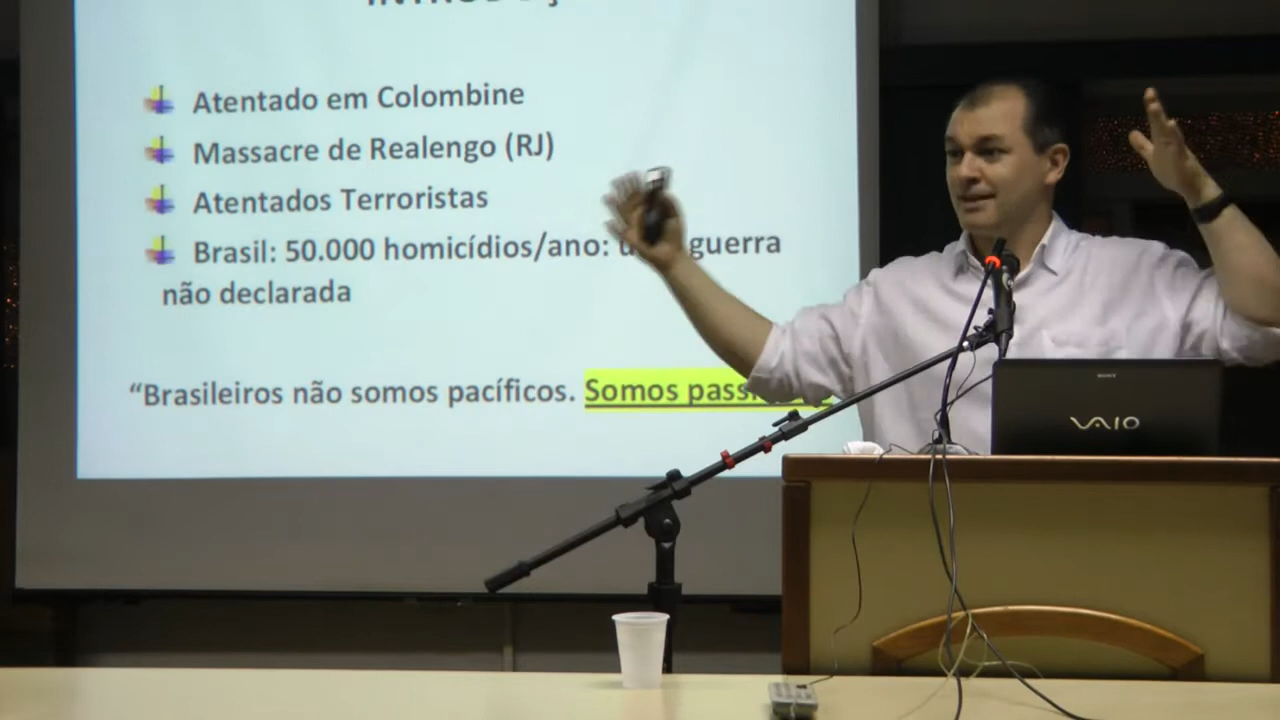 Atentado em Colombine
Massacre de Realengo (RJ)
Atentados Terroristas
Brasil: 50.000 homicídios/ano: guerra
não declarada
“Brasileiros não somos pacíficos. Somos
SONY
VAIO